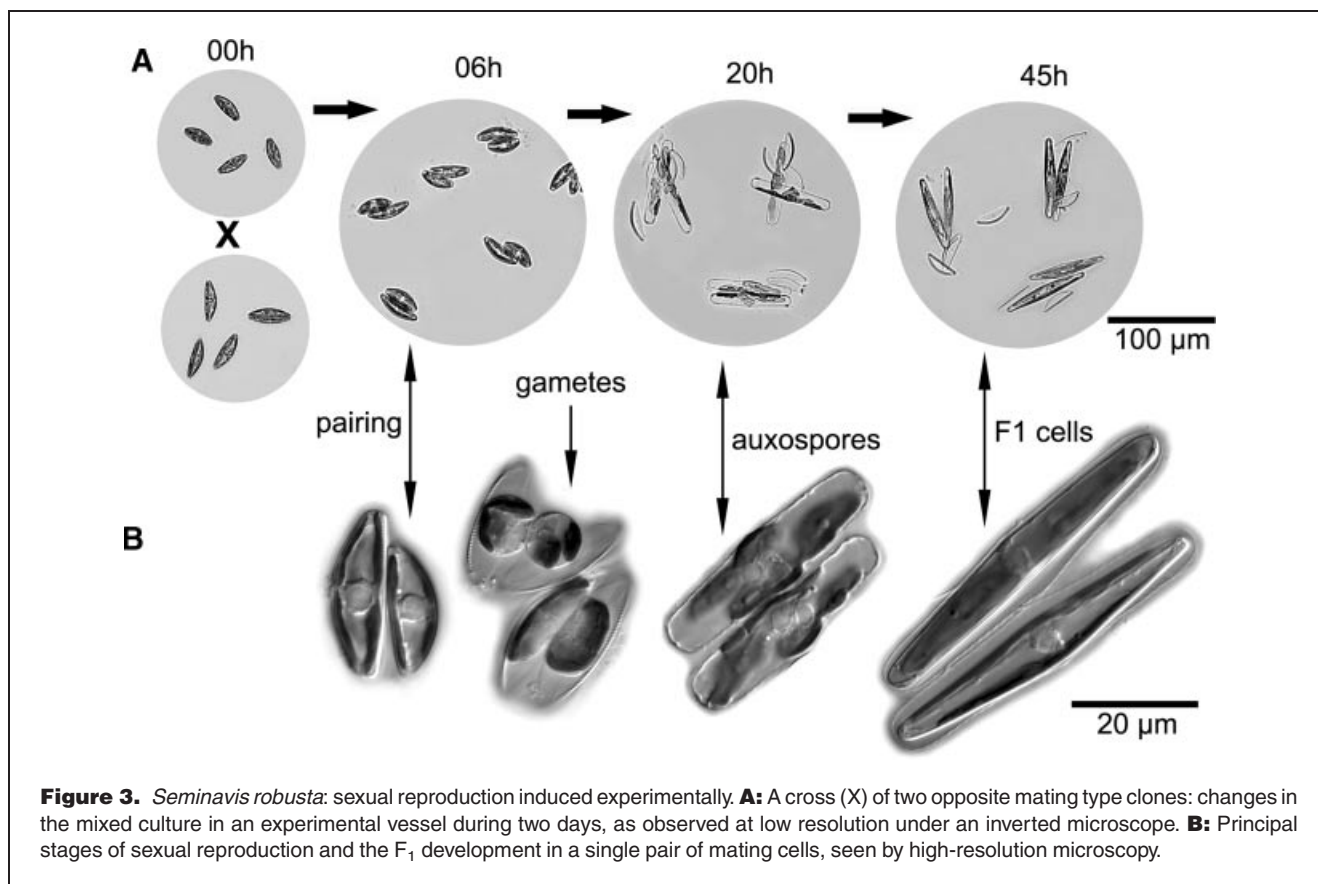 A
00h
06h
20h
45h
X
100 µm
pairing
gametes
auxospores
F1 cells
B
20 µm
Figure 3. Seminavis robusta: sexual reproduction induced experimentally. A: A cross (X) of two opposite mating type clones: changes in
the mixed culture in an experimental vessel during two days, as observed at low resolution under an inverted microscope. B: Principal
stages of sexual reproduction and the F₁ development in a single pair of mating cells, seen by high-resolution microscopy.